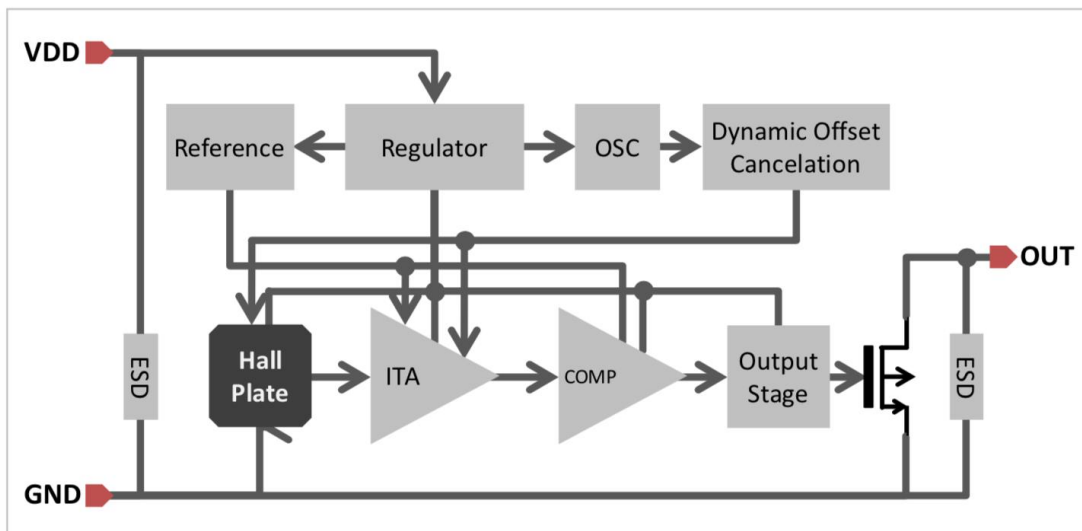 VDD
Reference
Regulator
OSC
Dynamic Offset
Cancelation
OUT
ESD
Hall
Plate
ITA
COMP
Output
Stage
ESD
GND